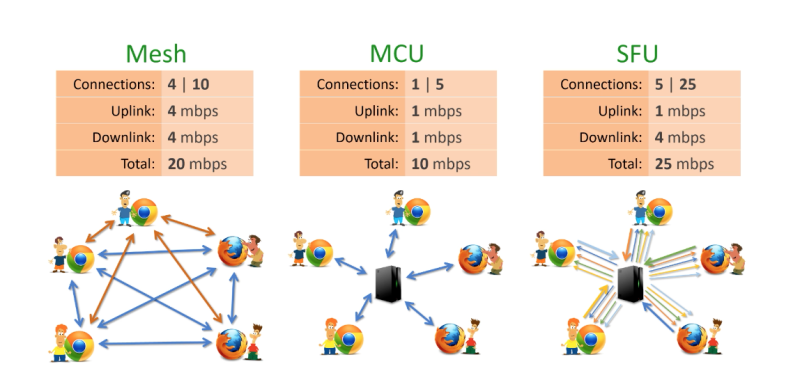 Mesh
Connections: 4 | 10
Uplink: 4 mbps
Downlink: 4 mbps
Total: 20 mbps
MCU
Connections: 1 | 5
Uplink: 1 mbps
Downlink: 1 mbps
Total: 10 mbps
SFU
Connections: 5 | 25
Uplink: 1 mbps
Downlink: 4 mbps
Total: 25 mbps